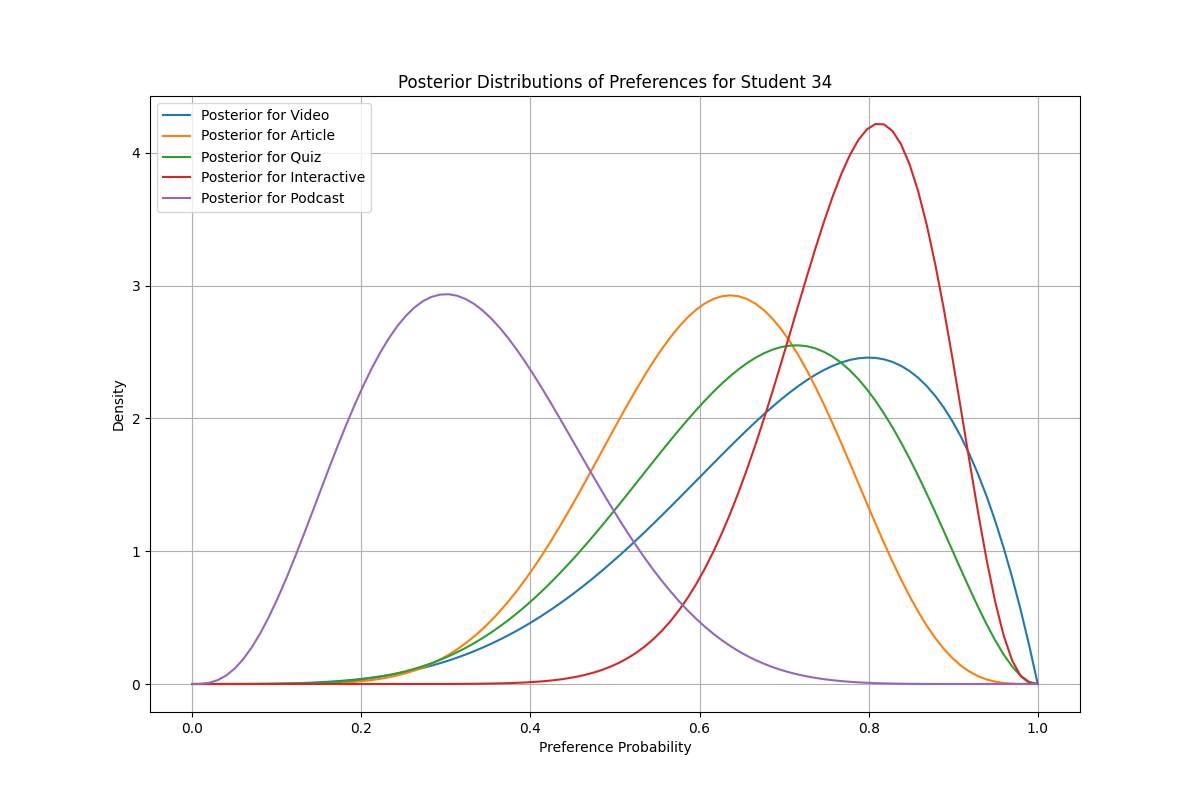 Posterior Distributions of Preferences for Student 34
Posterior for Video
Posterior for Article
Posterior for Quiz
Posterior for Interactive
Posterior for Podcast
Density
4
3
2
1
0
0.0 0.2 0.4 0.6 0.8 1.0
Preference Probability